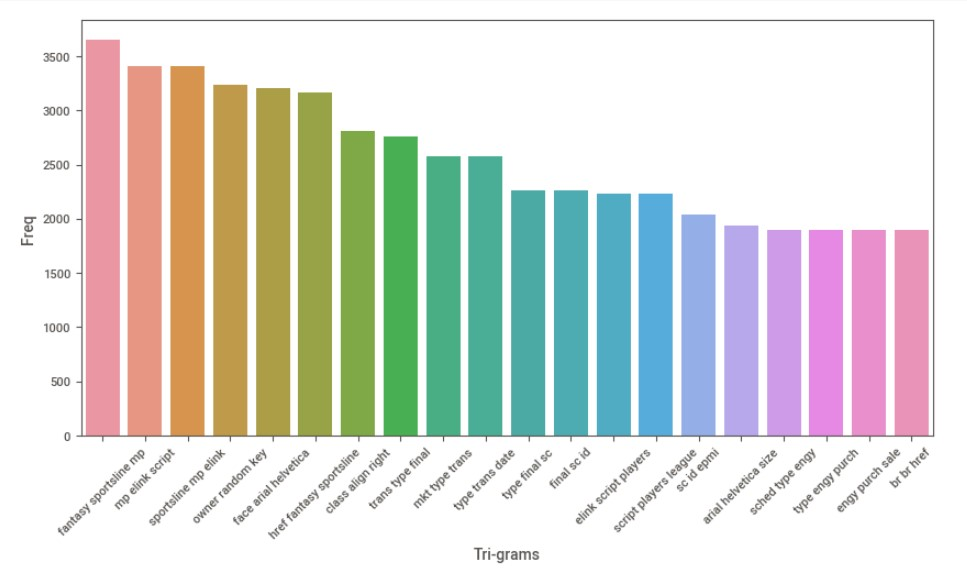 Freq
3500
3000
2500
2000
1500
1000
500
0
fantasy sportsline mp
mp elink script
sportsline mp elink
owner random key
face arial helvetica
href fantasy sportsline
class align right
trans type final
mkt type trans
type trans date
type final sc
final sc id
elink script players
script players league
sc id epmi
arial helvetica size
sched type engy
type engy purch
engy purch sale
br br href
Tri-grams